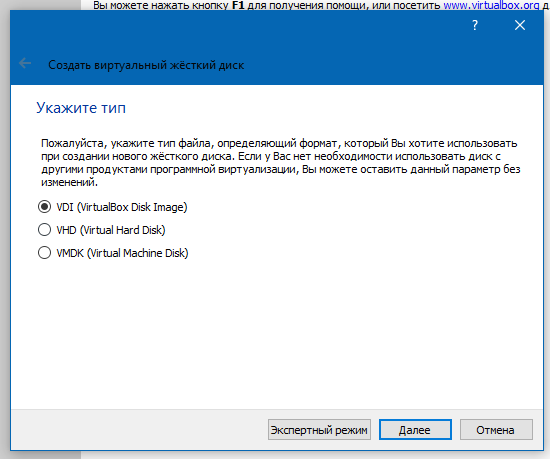 Вы можете нажать кнопку F1 для получения помощи, или посетить www.virtualbox.org д
?
Создать виртуальный жёсткий диск
Укажите тип
Пожалуйста, укажите тип файла, определяющий формат, который Вы хотите использовать
при создании нового жёсткого диска. Если у Вас нет необходимости использовать диск с
другими продуктами программной виртуализации, Вы можете оставить данный параметр без
изменений.
VDI (VirtualBox Disk Image)
VHD (Virtual Hard Disk)
VMDK (Virtual Machine Disk)
Экспертный режим Далее Отмена